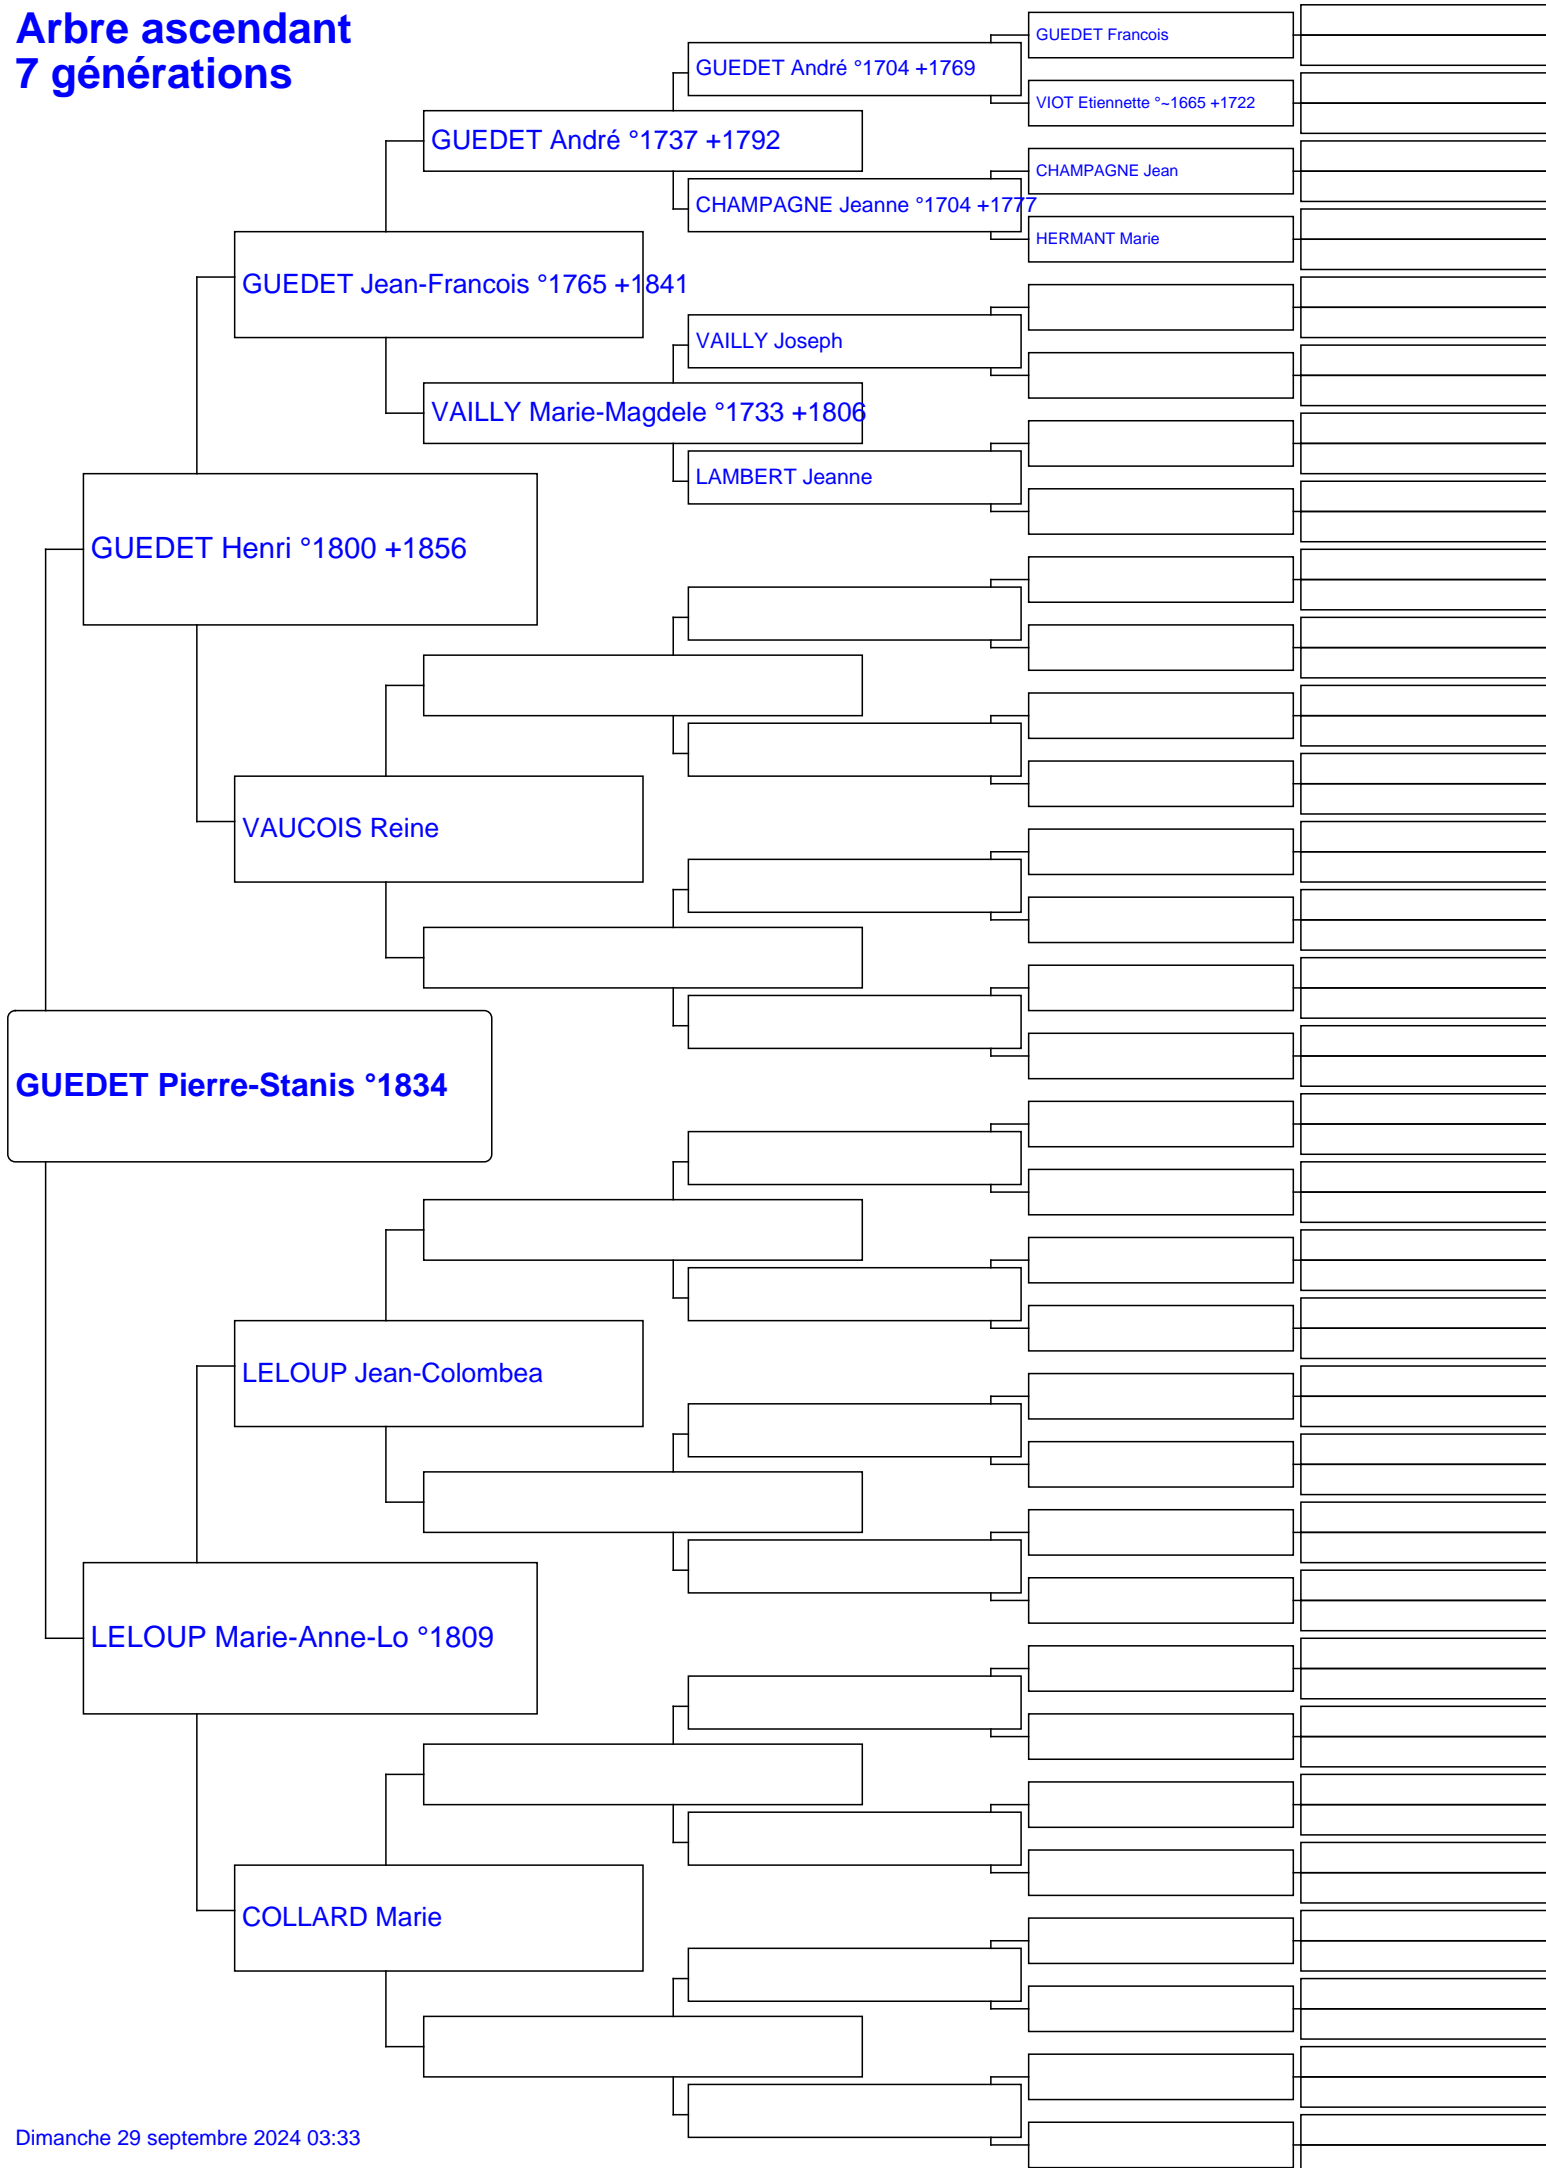 Arbre ascendant
7 générations
GUEDET Francois
GUEDET André °1704 +1769
VIOT Etiennette °~1665 +1722
GUEDET André °1737 +1792
CHAMPAGNE Jean
CHAMPAGNE Jeanne °1704 +1777
HERMANT Marie
GUEDET Jean-Francois °1765 +1841
VAILLY Joseph
VAILLY Marie-Magdele °1733 +1806
LAMBERT Jeanne
GUEDET Henri °1800 +1856
VAUCOIS Reine
GUEDET Pierre-Stanis °1834
LELOUP Jean-Colombea
LELOUP Marie-Anne-Lo °1809
COLLARD Marie
Dimanche 29 septembre 2024 03:33